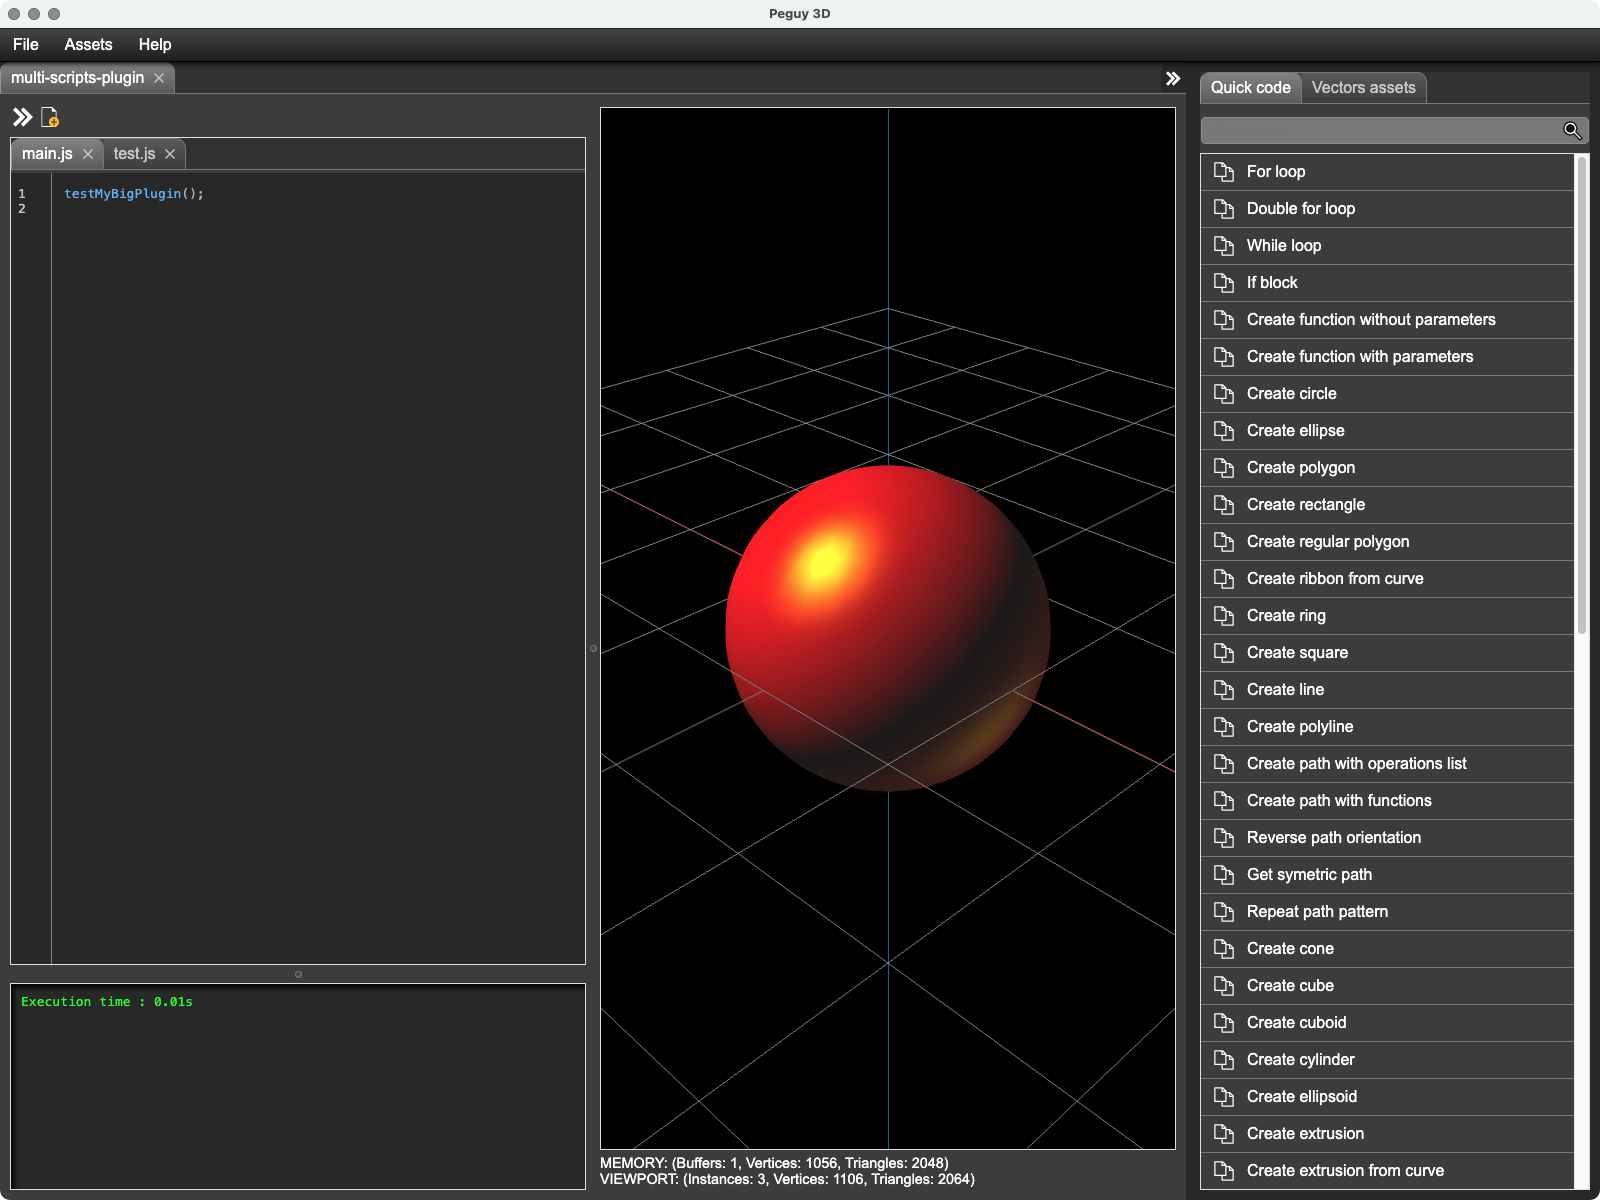 Peguy 3D
File Assets Help
multi-scripts-plugin
Quick code Vectors assets
main.js test.js
1 testMyBigPlugin();
2
Execution time : 0.01s
MEMORY: (Buffers: 1, Vertices: 1056, Triangles: 2048)
VIEWPORT: (Instances: 3, Vertices: 1106, Triangles: 2064)
For loop
Double for loop
While loop
If block
Create function without parameters
Create function with parameters
Create circle
Create ellipse
Create polygon
Create rectangle
Create regular polygon
Create ribbon from curve
Create ring
Create square
Create line
Create polyline
Create path with operations list
Create path with functions
Reverse path orientation
Get symetric path
Repeat path pattern
Create cone
Create cube
Create cuboid
Create cylinder
Create ellipsoid
Create extrusion
Create extrusion from curve